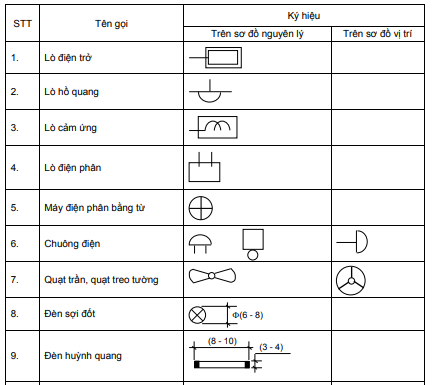 STT
Tên gọi
Ký hiệu
Trên sơ đồ nguyên lý
Trên sơ đồ vị trí
1. Lò điện trở
2. Lò hồ quang
3. Lò cảm ứng
4. Lò điện phân
5. Máy điện phân bằng từ
6. Chuông điện
7. Quạt trần, quạt treo tường
8. Đèn sợi đốt
Φ(6 - 8)
(8 - 10)
(3 - 4)
9. Đèn huỳnh quang